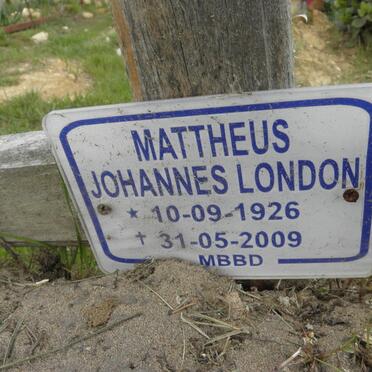 MATTHEUS
JOHANNES LONDON
* 10-09-1926
† 31-05-2009
MBBD